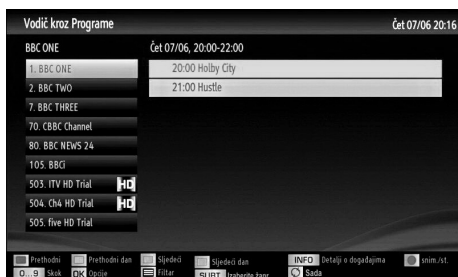 Vodič kroz Programe Čet 07/06 20:16
BBC ONE Čet 07/06, 20:00-22:00
1. BBC ONE 20:00 Holby City
2. BBC TWO 21:00 Hustle
7. BBC THREE
70. CBBC Channel
80. BBC NEWS 24
105. BBCi
503. ITV HD Trial HD
504. Ch4 HD Trial HD
505. five HD Trial
Prethodni Prethodni dan Sljedeći Sljedeći dan INFO Detalji o događajima snim./st.
0...9 Skok OK Opcije Filtar SUBT. Izaberite žanr Sada